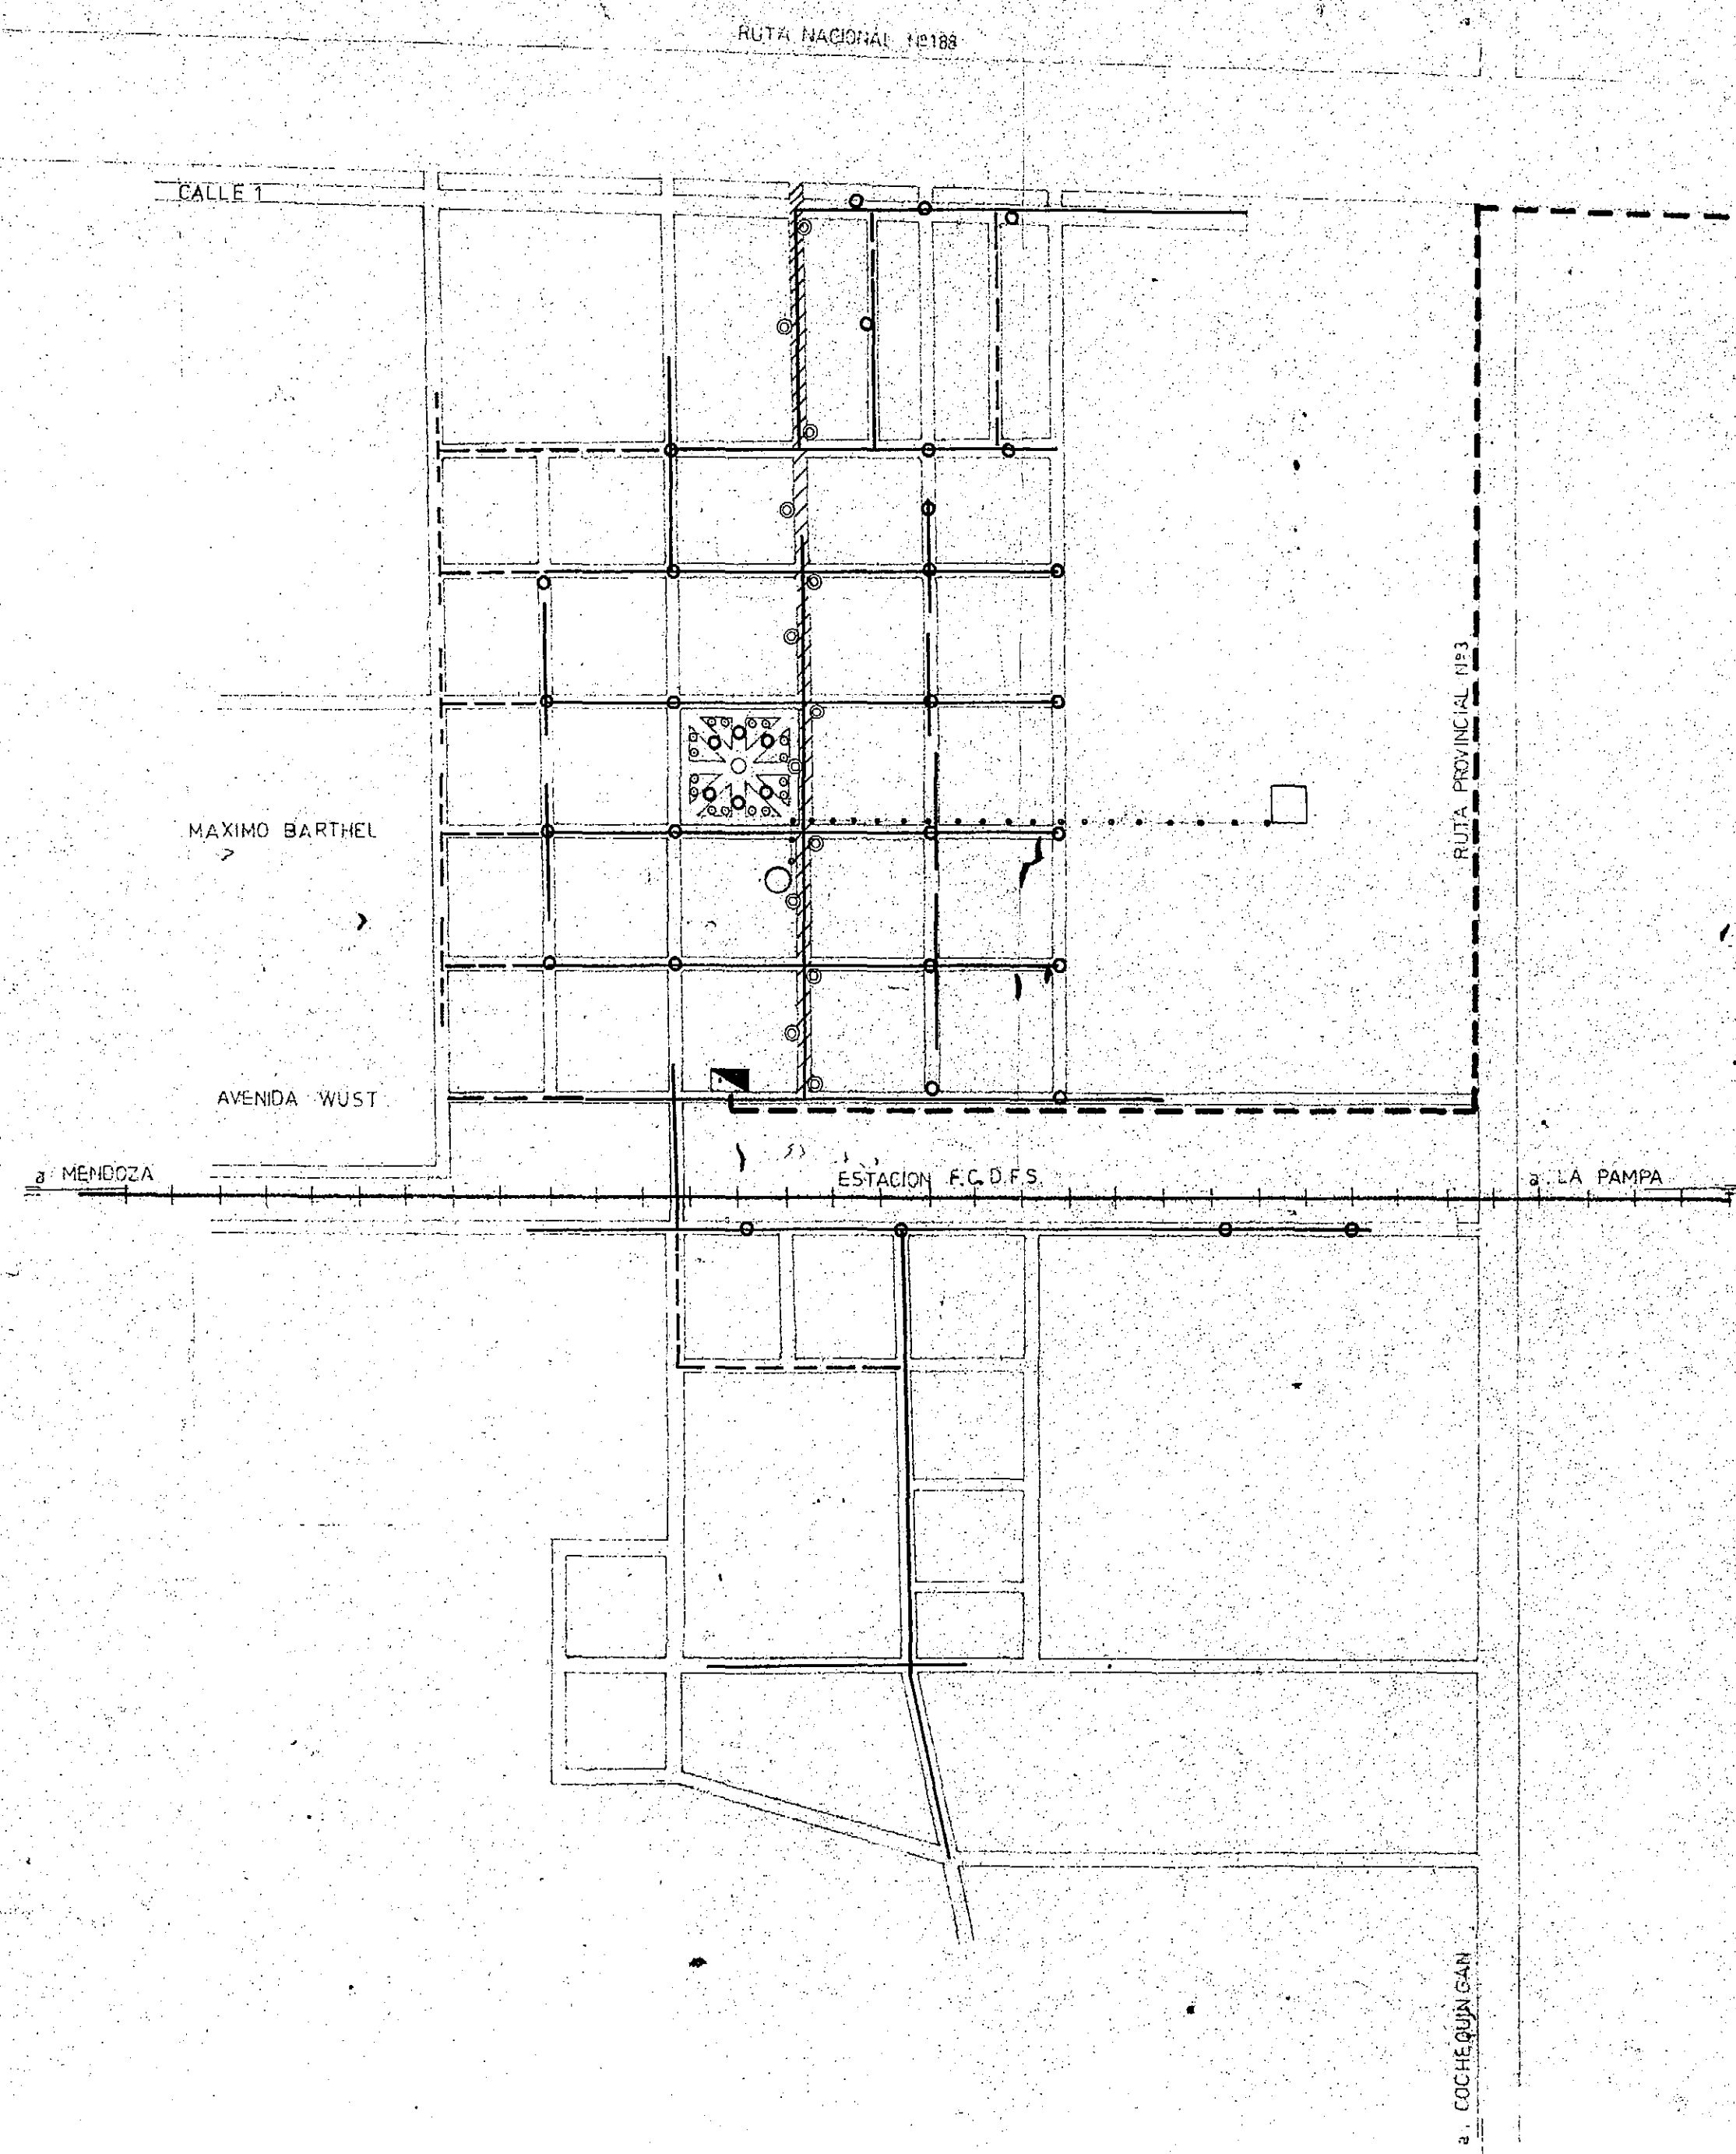 RUTA NACIONAL Nº188
CALLE 1
RUTA PROVINCIAL Nº3
MAXIMO BARTHEL
AVENIDA WUST
a MENDOZA
ESTACION F.C.D.F.S.
a LA PAMPA
a COCHEQUINGAN